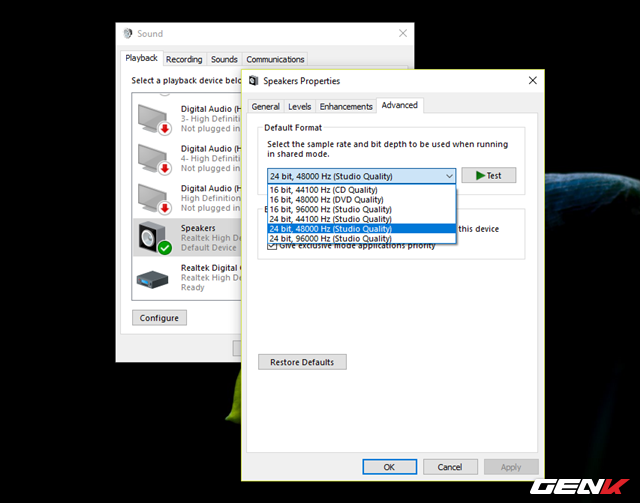 Sound
Playback Recording Sounds Communications
Select a playback device
Digital Audio (H
3- High Definiti
Not plugged in
Digital Audio (H
4- High Definiti
Not plugged in
Digital Audio (H
High Definition
Not plugged in
Speakers
Realtek High De
Default Device
Realtek Digital
Realtek High De
Ready
Configure
Speakers Properties
General Levels Enhancements Advanced
Default Format
Select the sample rate and bit depth to be used when running
in shared mode.
24 bit, 48000 Hz (Studio Quality)
Test
16 bit, 44100 Hz (CD Quality)
16 bit, 48000 Hz (DVD Quality)
16 bit, 96000 Hz (Studio Quality)
24 bit, 44100 Hz (Studio Quality)
24 bit, 48000 Hz (Studio Quality)
this device
24 bit, 96000 Hz (Studio Quality)
Give exclusive mode applications priority
Restore Defaults
OK Cancel Apply
GENK